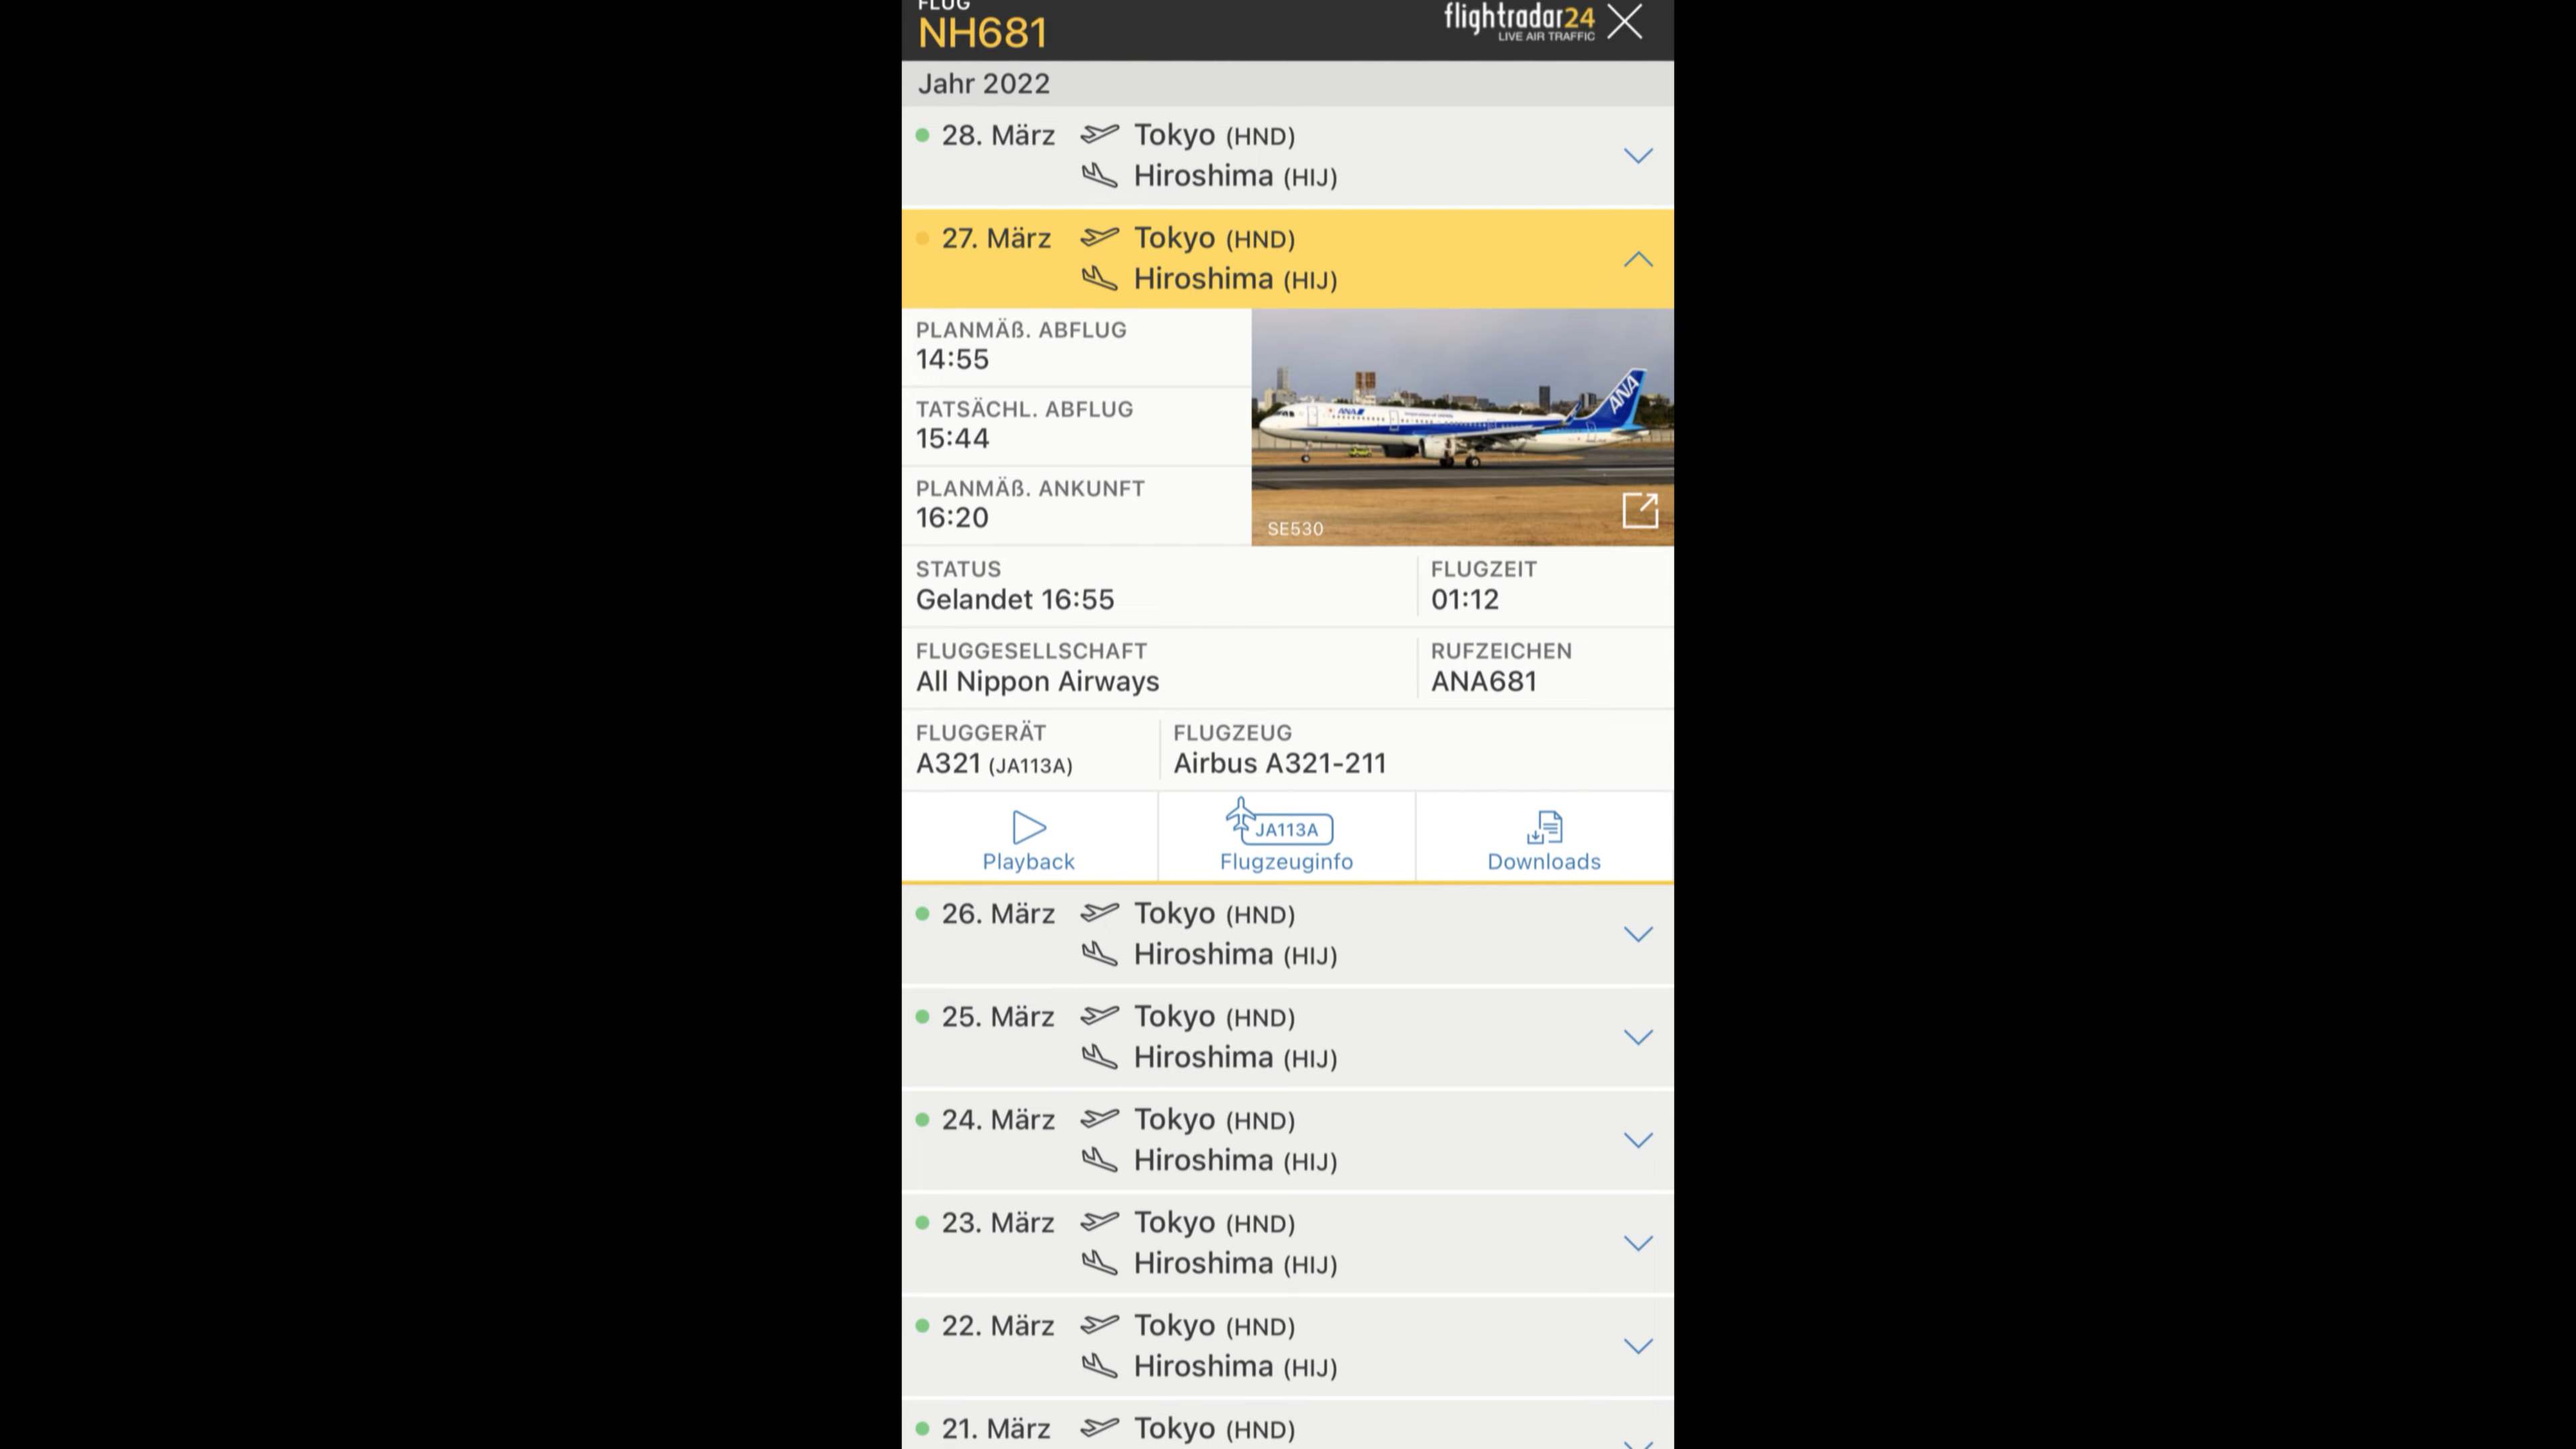 FLUG
NH681
flightradar24
LIVE AIR TRAFFIC
Jahr 2022
28. März Tokyo (HND)
Hiroshima (HIJ)
27. März Tokyo (HND)
Hiroshima (HIJ)
PLANMÄß. ABFLUG
14:55
TATSÄCHL. ABFLUG
15:44
PLANMÄß. ANKUNFT
16:20
ANA
ANA
SE530
STATUS
Gelandet 16:55
FLUGZEIT
01:12
FLUGGESELLSCHAFT
All Nippon Airways
RUFZEICHEN
ANA681
FLUGGERÄT
A321 (JA113A)
FLUGZEUG
Airbus A321-211
Playback
JA113A
Flugzeuginfo
Downloads
26. März Tokyo (HND)
Hiroshima (HIJ)
25. März Tokyo (HND)
Hiroshima (HIJ)
24. März Tokyo (HND)
Hiroshima (HIJ)
23. März Tokyo (HND)
Hiroshima (HIJ)
22. März Tokyo (HND)
Hiroshima (HIJ)
21. März Tokyo (HND)